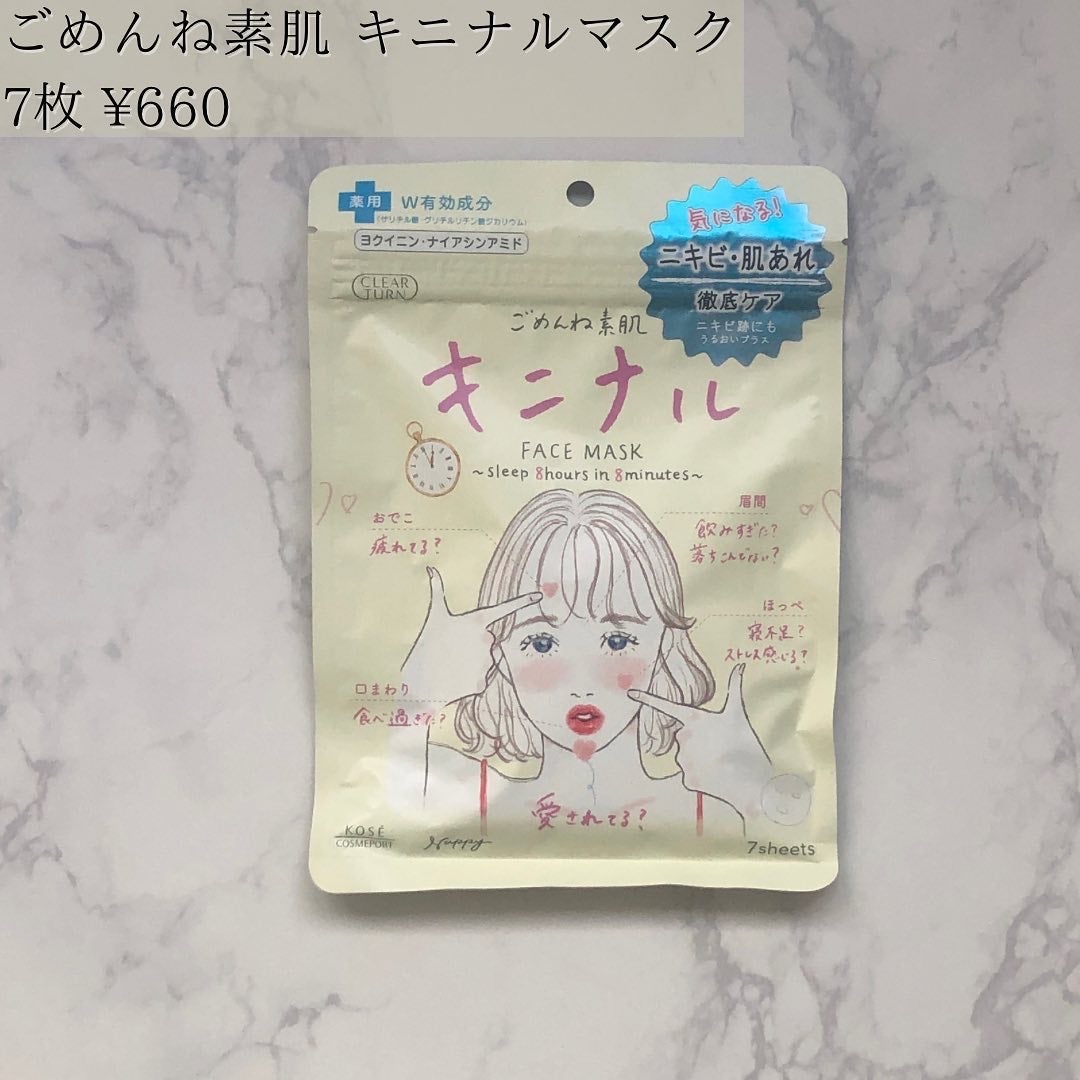 ごめんね素肌 キニナルマスク
7枚 ¥660
薬用 W有効成分
(サリチル酸・グリチルリチン酸ジカリウム)
ヨクイニン・ナイアシンアミド
CLEAR
TURN
気になる!
ニキビ・肌あれ
徹底ケア
ニキビ跡にも
うるおいプラス
ごめんね素肌
キニナル
FACE MASK
~sleep 8hours in 8minutes~
おでこ
疲れてる?
眉間
飲みすぎた?
落ちこんでない?
ほっぺ
寝不足?
ストレス感じる?
口まわり
食べ過ぎた?
愛されてる?
KOSÉ
COSMEPORT
7sheets